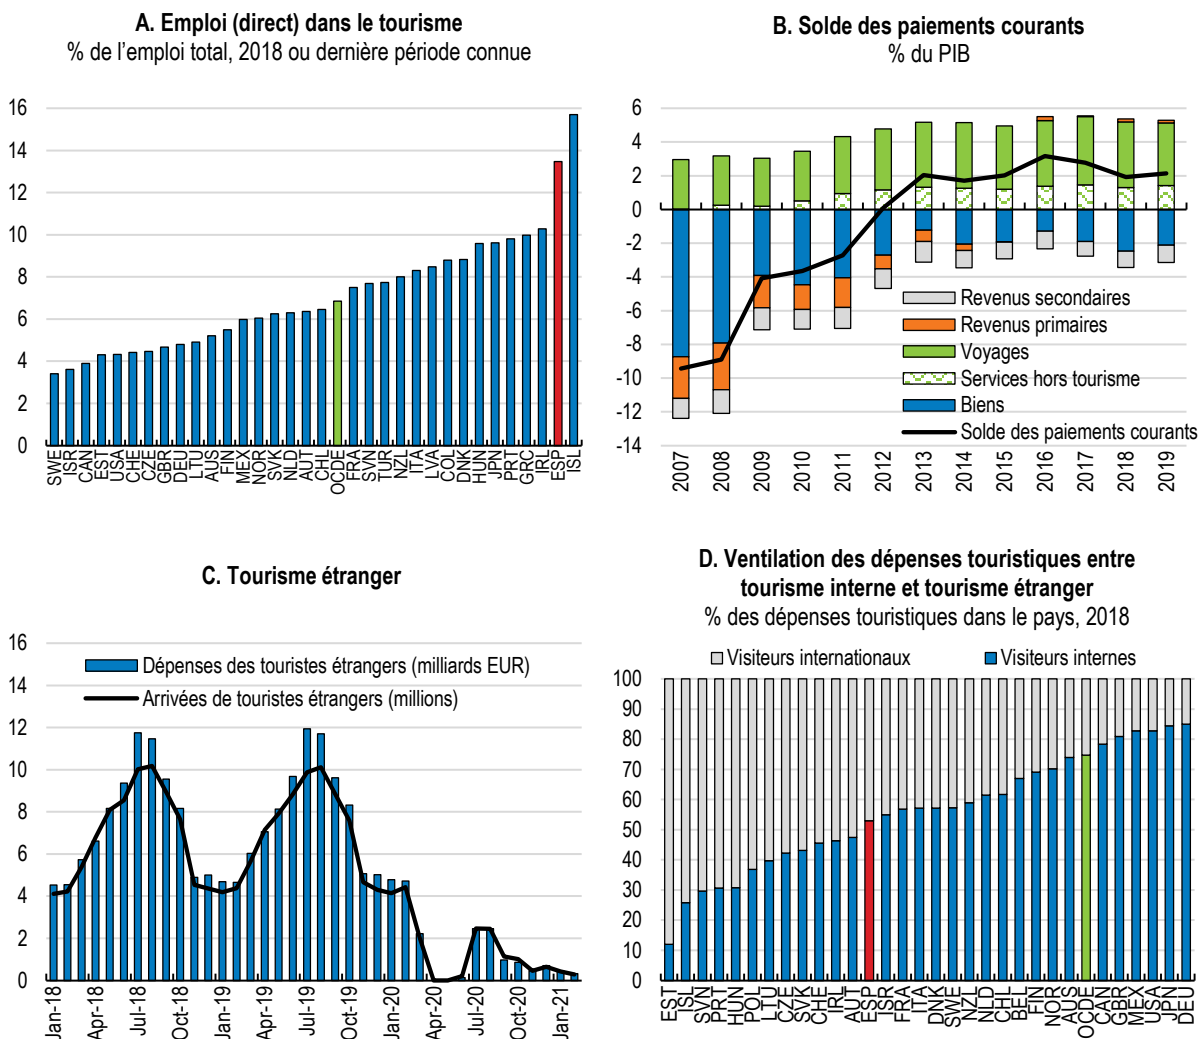 A. Emploi (direct) dans le tourisme
% de l'emploi total, 2018 ou dernière période connue
16
14
12
10
8
6
4
2
0
SWE
ISR
CAN
EST
USA
CHE
CZE
GBR
DEU
LTU
AUS
FIN
MEX
NOR
SVK
NLD
AUT
CHL
OCDE
FRA
SVN
TUR
NZL
ITA
LVA
COL
DNK
HUN
JPN
PRT
GRC
IRL
ESP
ISL
B. Solde des paiements courants
% du PIB
6
4
2
0
-2
-4
-6
-8
-10
-12
-14
Revenus secondaires
Revenus primaires
Voyages
Services hors tourisme
Biens
Solde des paiements courants
2007
2008
2009
2010
2011
2012
2013
2014
2015
2016
2017
2018
2019
C. Tourisme étranger
16
14
12
10
8
6
4
2
0
Dépenses des touristes étrangers (milliards EUR)
Arrivées de touristes étrangers (millions)
Jan-18
Apr-18
Jul-18
Oct-18
Jan-19
Apr-19
Jul-19
Oct-19
Jan-20
Apr-20
Jul-20
Oct-20
Jan-21
D. Ventilation des dépenses touristiques entre
tourisme interne et tourisme étranger
% des dépenses touristiques dans le pays, 2018
Visiteurs internationaux
Visiteurs internes
100
90
80
70
60
50
40
30
20
10
0
EST
ISL
SVN
PRT
HUN
POL
LTU
CZE
SVK
CHE
IRL
AUT
ESP
ISR
FRA
ITA
DNK
SWE
NZL
NLD
CHL
BEL
FIN
NOR
AUS
OCDE
CAN
GBR
MEX
USA
JPN
DEU